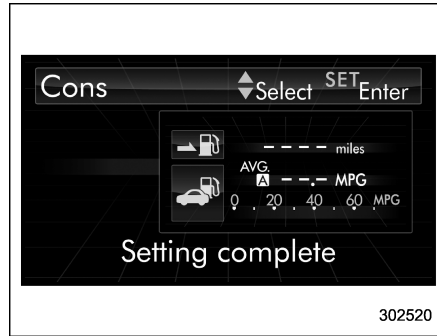 Cons Select SET Enter
– – – – – miles
AVG.
A – – . – MPG
0 20 40 60 MPG
Setting complete
302520